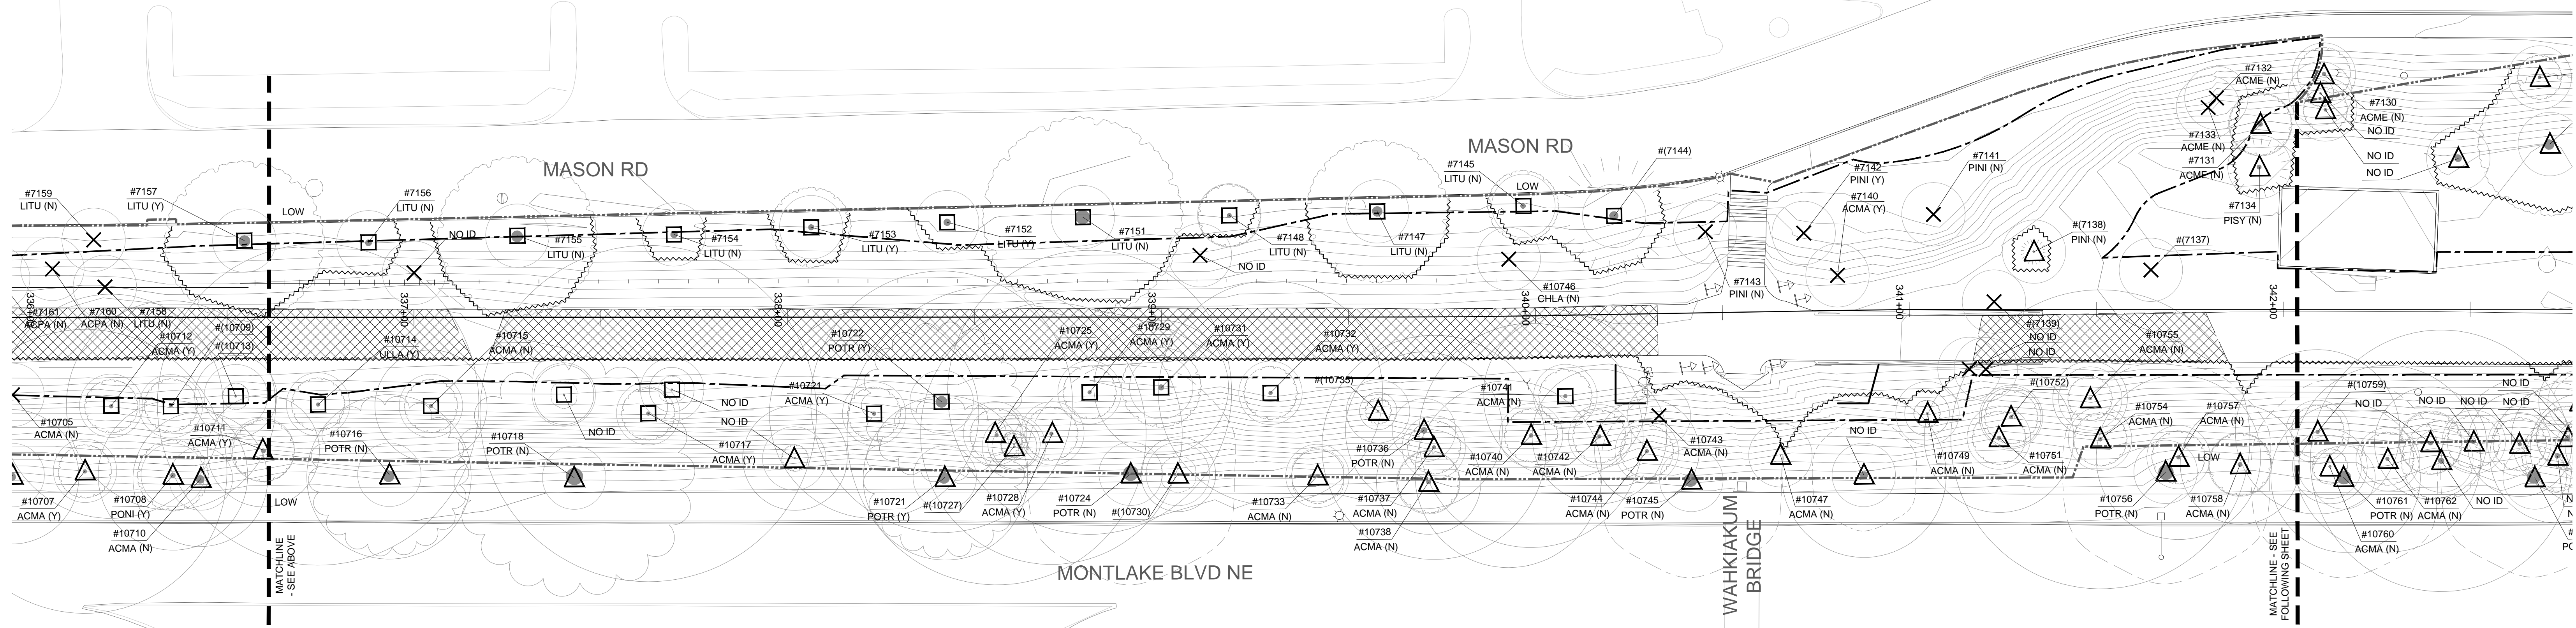 MASON RD
MASON RD
#7159
LITU (N)
#7157
LITU (Y)
LOW
#7156
LITU (N)
NO ID
#7155
LITU (N)
#7154
LITU (N)
#7153
LITU (Y)
#7152
LITU (Y)
#7151
LITU (N)
#7148
LITU (N)
NO ID
#7147
LITU (N)
#7145
LITU (N)
LOW
#(7144)
#10746
CHLA (N)
#7143
PINI (N)
#7142
PINI (Y)
#7140
ACMA (Y)
#7141
PINI (N)
#(7138)
PINI (N)
#(7137)
#7132
ACME (N)
#7133
ACME (N)
#7131
ACME (N)
#7134
PISY (N)
#7130
ACME (N)
NO ID
NO ID
NO ID
336+00
337+00
338+00
339+00
340+00
341+00
342+00
#7161
ACPA (N)
#7160
ACPA (N)
#7158
LITU (N)
#10712
ACMA (Y)
#(10709)
#(10713)
#10714
ULLA (Y)
#10715
ACMA (N)
#10722
POTR (Y)
#10725
ACMA (Y)
#10729
ACMA (Y)
#10731
ACMA (Y)
#10732
ACMA (Y)
#(7139)
NO ID
NO ID
#10755
ACMA (N)
#10705
ACMA (N)
#10711
ACMA (Y)
#10716
POTR (N)
#10718
POTR (N)
NO ID
NO ID
#10717
ACMA (Y)
NO ID
#10721
ACMA (Y)
#(10735)
#10736
POTR (N)
#10741
ACMA (N)
#10740
ACMA (N)
#10742
ACMA (N)
#10743
ACMA (N)
NO ID
#10749
ACMA (N)
#(10752)
#10751
ACMA (N)
#10754
ACMA (N)
#10757
ACMA (N)
LOW
#(10759)
NO ID
NO ID
NO ID
NO ID
NO ID
#10707
ACMA (Y)
#10708
PONI (Y)
#10710
ACMA (N)
LOW
#10721
POTR (Y)
#(10727)
#10728
ACMA (Y)
#10724
POTR (N)
#(10730)
#10733
ACMA (N)
#10737
ACMA (N)
#10738
ACMA (N)
#10744
ACMA (N)
#10745
POTR (N)
#10747
ACMA (N)
#10756
POTR (N)
#10758
ACMA (N)
#10761
POTR (N)
#10762
ACMA (N)
NO ID
#10760
ACMA (N)
MATCHLINE
- SEE ABOVE
MONTLAKE BLVD NE
WAHKIAKUM
BRIDGE
MATCHLINE - SEE
FOLLOWING SHEET